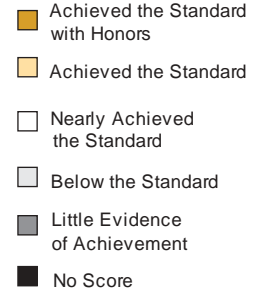 Achieved the Standard
with Honors
Achieved the Standard
Nearly Achieved
the Standard
Below the Standard
Little Evidence
of Achievement
No Score